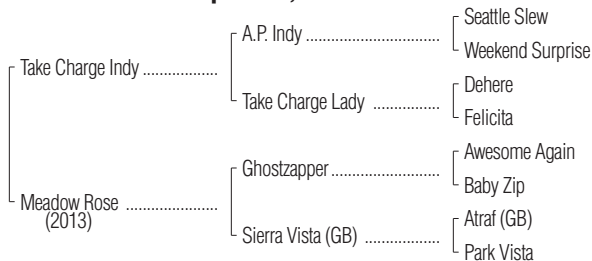 Seattle Slew
A.P. Indy ..............................
Weekend Surprise
Take Charge Indy .................
Dehere
Take Charge Lady ...............
Felicita
Awesome Again
Ghostzapper .........................
Baby Zip
Meadow Rose .....................
(2013)
Atraf (GB)
Sierra Vista (GB) .................
Park Vista